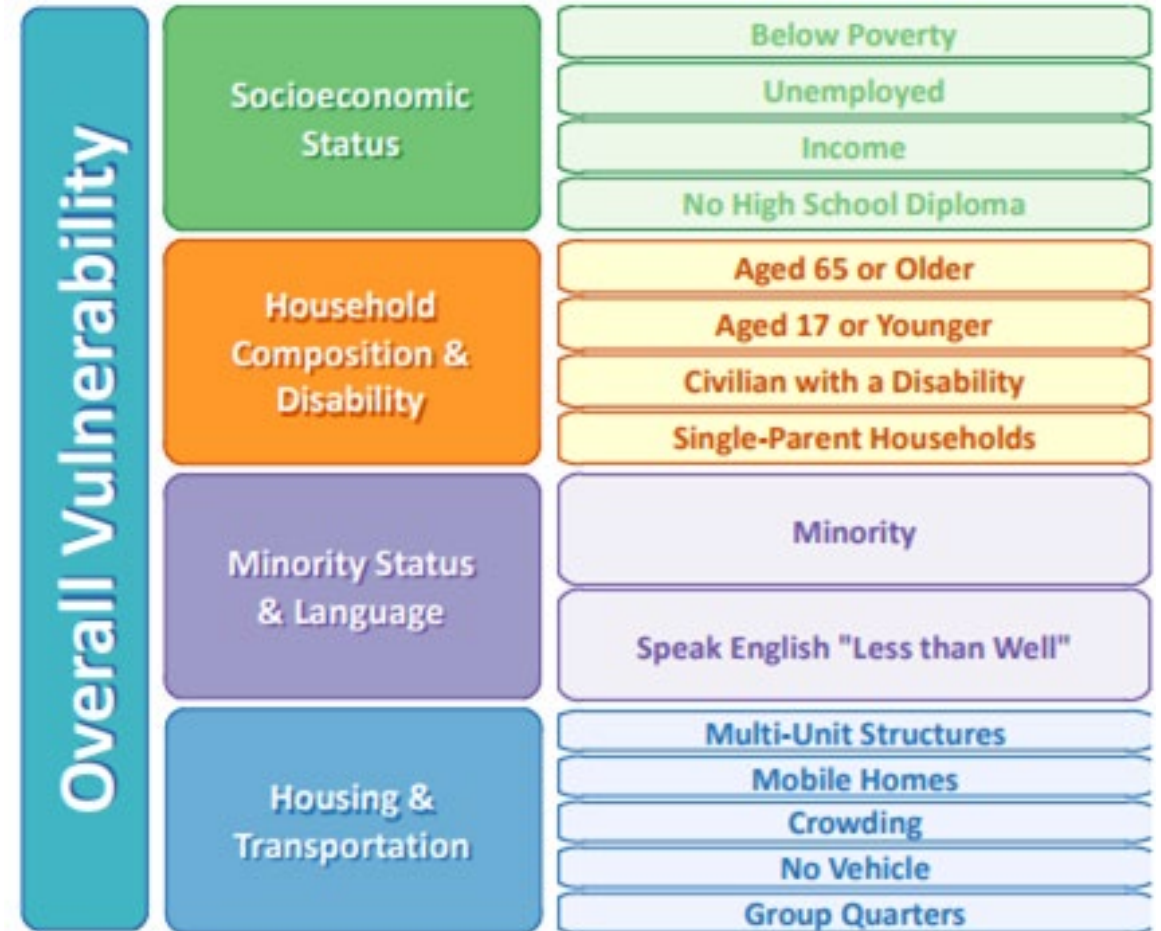 Overall Vulnerability
Socioeconomic
Status
Below Poverty
Unemployed
Income
No High School Diploma
Household
Composition &
Disability
Aged 65 or Older
Aged 17 or Younger
Civilian with a Disability
Single-Parent Households
Minority Status
& Language
Minority
Speak English "Less than Well"
Housing &
Transportation
Multi-Unit Structures
Mobile Homes
Crowding
No Vehicle
Group Quarters